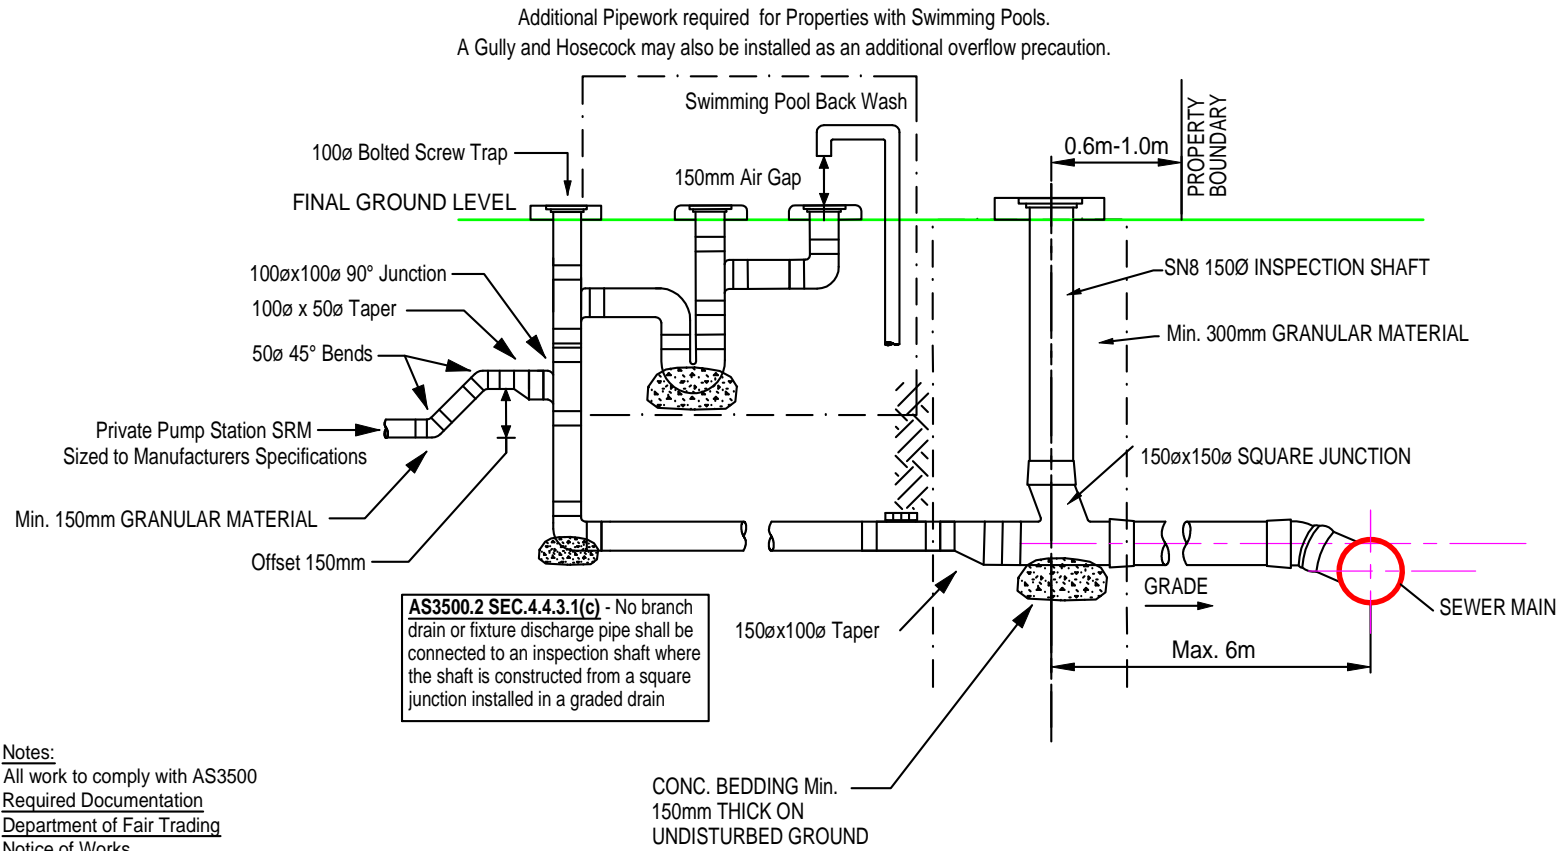 Additional Pipework required for Properties with Swimming Pools.
A Gully and Hosecock may also be installed as an additional overflow precaution.
Swimming Pool Back Wash
PROPERTY
BOUNDARY
0.6m-1.0m
100ø Bolted Screw Trap
150mm Air Gap
FINAL GROUND LEVEL
100øx100ø 90° Junction
SN8 150Ø INSPECTION SHAFT
100ø x 50ø Taper
Min. 300mm GRANULAR MATERIAL
50ø 45° Bends
Private Pump Station SRM
Sized to Manufacturers Specifications
150øx150ø SQUARE JUNCTION
Min. 150mm GRANULAR MATERIAL
Offset 150mm
GRADE
SEWER MAIN
AS3500.2 SEC.4.4.3.1(c) - No branch
drain or fixture discharge pipe shall be
connected to an inspection shaft where
the shaft is constructed from a square
junction installed in a graded drain
150øx100ø Taper
Max. 6m
CONC. BEDDING Min.
150mm THICK ON
UNDISTURBED GROUND
Notes:
All work to comply with AS3500
Required Documentation
Department of Fair Trading
Notice of Works